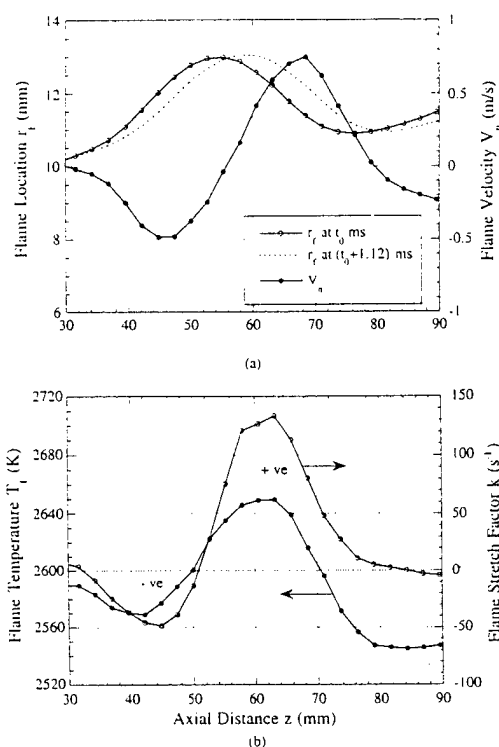 14
12
10
8
6
Flame Location r_f (mm)
1
0.5
0
-0.5
-1
Flame Velocity V_n (m/s)
r_f at t_0 ms
r_f at (t_0+1.12) ms
V_n
30 40 50 60 70 80 90
(a)
2720
2680
2640
2600
2560
2520
Flame Temperature T_f (K)
150
100
50
0
-50
-100
Flame Stretch Factor k (s^-1)
+ ve
- ve
30 40 50 60 70 80 90
Axial Distance z (mm)
(b)